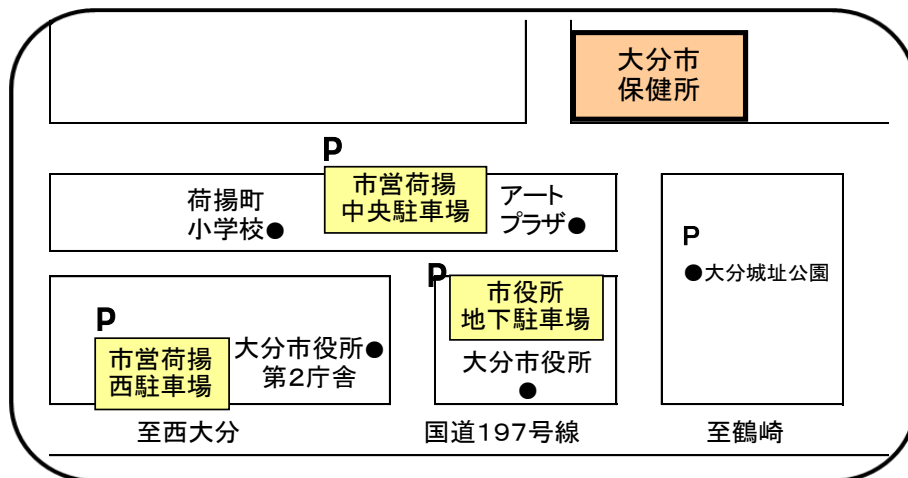 大分市
保健所
P
市営荷揚
中央駐車場
荷揚町
小学校●
アート
プラザ●
P
●大分城址公園
P
市役所
地下駐車場
大分市役所
●
P
市営荷揚
西駐車場
大分市役所●
第2庁舎
至西大分
国道197号線
至鶴崎